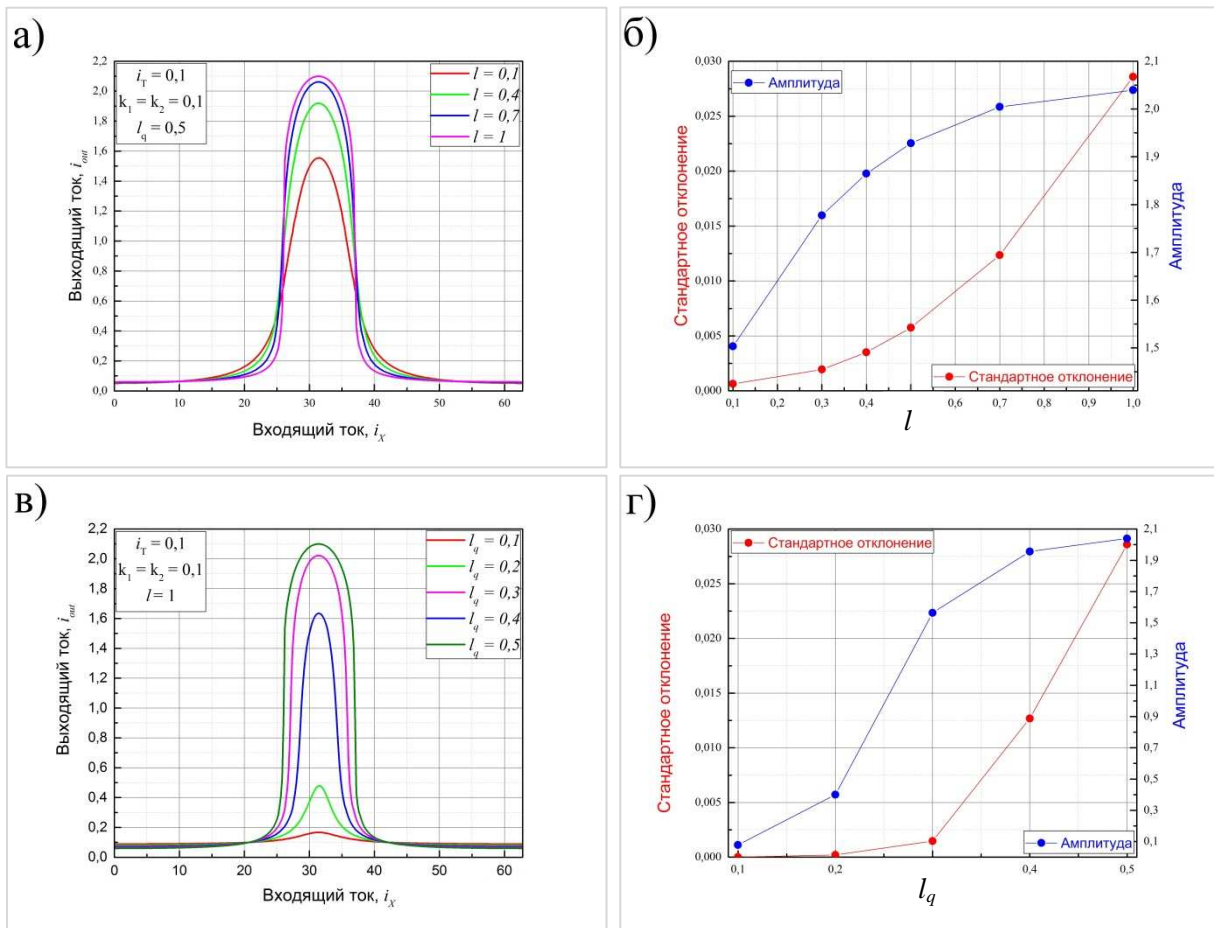 а)
2,2
2,0
1,8
1,6
1,4
1,2
1,0
0,8
0,6
0,4
0,2
0,0
Выходящий ток, i_out
i_T = 0,1
k_1 = k_2 = 0,1
l_q = 0,5
l = 0,1
l = 0,4
l = 0,7
l = 1
0 10 20 30 40 50 60
Входящий ток, i_X
б)
0,030
0,025
0,020
0,015
0,010
0,005
0,000
Стандартное отклонение
Амплитуда
Стандартное отклонение
2,1
2,0
1,9
1,8
1,7
1,6
1,5
Амплитуда
0,1 0,2 0,3 0,4 0,5 0,7 0,8 1,0
l
в)
2,2
2,0
1,8
1,6
1,4
1,2
1,0
0,8
0,6
0,4
0,2
0,0
Выходящий ток, i_out
i_T = 0,1
k_1 = k_2 = 0,1
l = 1
l_q = 0,1
l_q = 0,2
l_q = 0,3
l_q = 0,4
l_q = 0,5
0 10 20 30 40 50 60
Входящий ток, i_X
г)
0,030
0,025
0,020
0,015
0,010
0,005
0,000
Стандартное отклонение
Стандартное отклонение
Амплитуда
2,1
2,0
1,5
1,3
1,1
0,9
0,7
0,5
0,3
0,1
Амплитуда
0,1 0,2 0,4 0,5
l_q